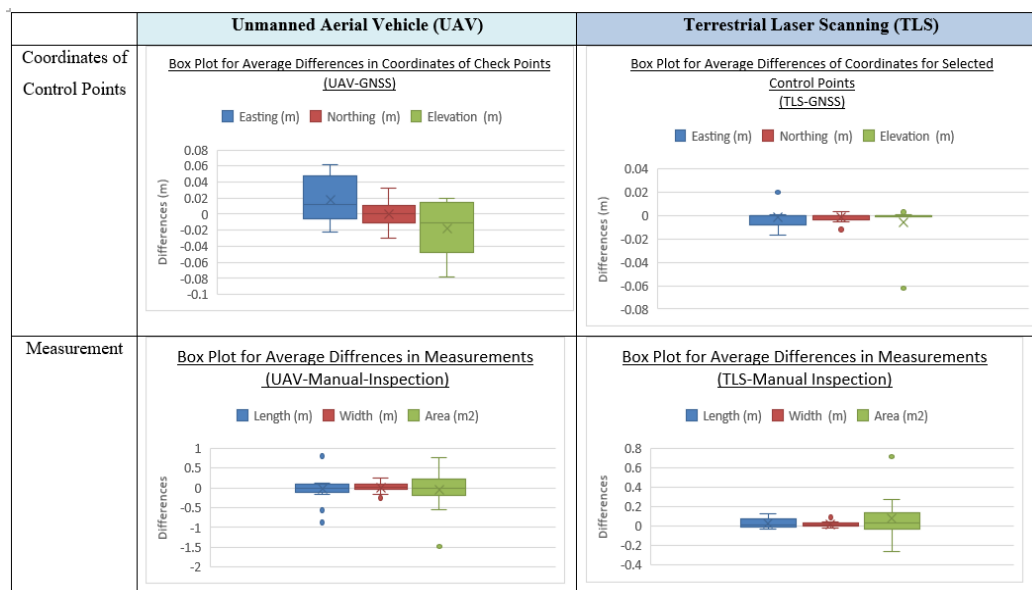 Unmanned Aerial Vehicle (UAV)
Terrestrial Laser Scanning (TLS)
Coordinates of
Control Points
Box Plot for Average Differences in Coordinates of Check Points
(UAV-GNSS)
Easting (m) Northing (m) Elevation (m)
Differences (m)
0.08
0.06
0.04
0.02
0
-0.02
-0.04
-0.06
-0.08
-0.1
Box Plot for Average Differences of Coordinates for Selected
Control Points
(TLS-GNSS)
Easting (m) Northing (m) Elevation (m)
Differences (m)
0.04
0.02
0
-0.02
-0.04
-0.06
-0.08
Measurement
Box Plot for Average Diffrences in Measurements
(UAV-Manual-Inspection)
Length (m) Width (m) Area (m2)
Differences
1
0.5
0
-0.5
-1
-1.5
-2
Box Plot for Average Differences in Measurements
(TLS-Manual Inspection)
Length (m) Width (m) Area (m2)
Differences
0.8
0.6
0.4
0.2
0
-0.2
-0.4